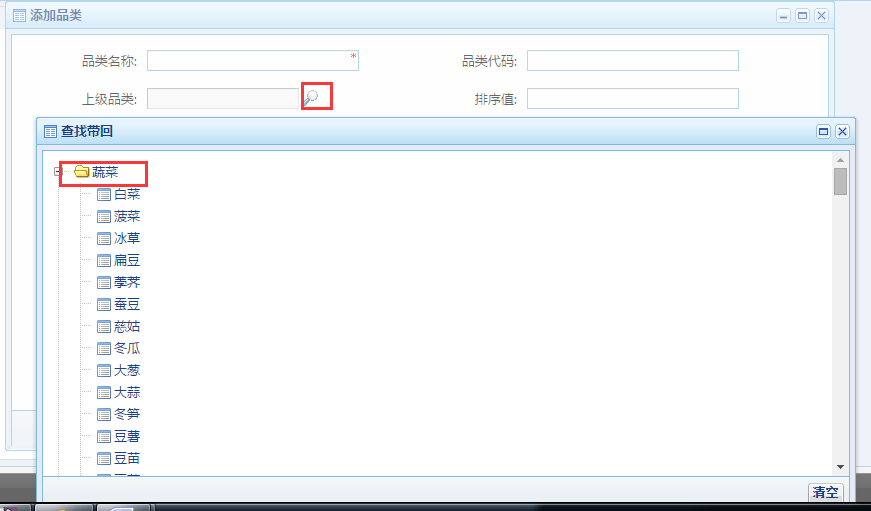 添加品类
品类名称: * 品类代码:
上级品类: 排序值:
查找带回
蔬菜
白菜
菠菜
冰草
扁豆
荸荠
蚕豆
慈姑
冬瓜
大葱
大蒜
冬笋
豆薯
豆苗
清空